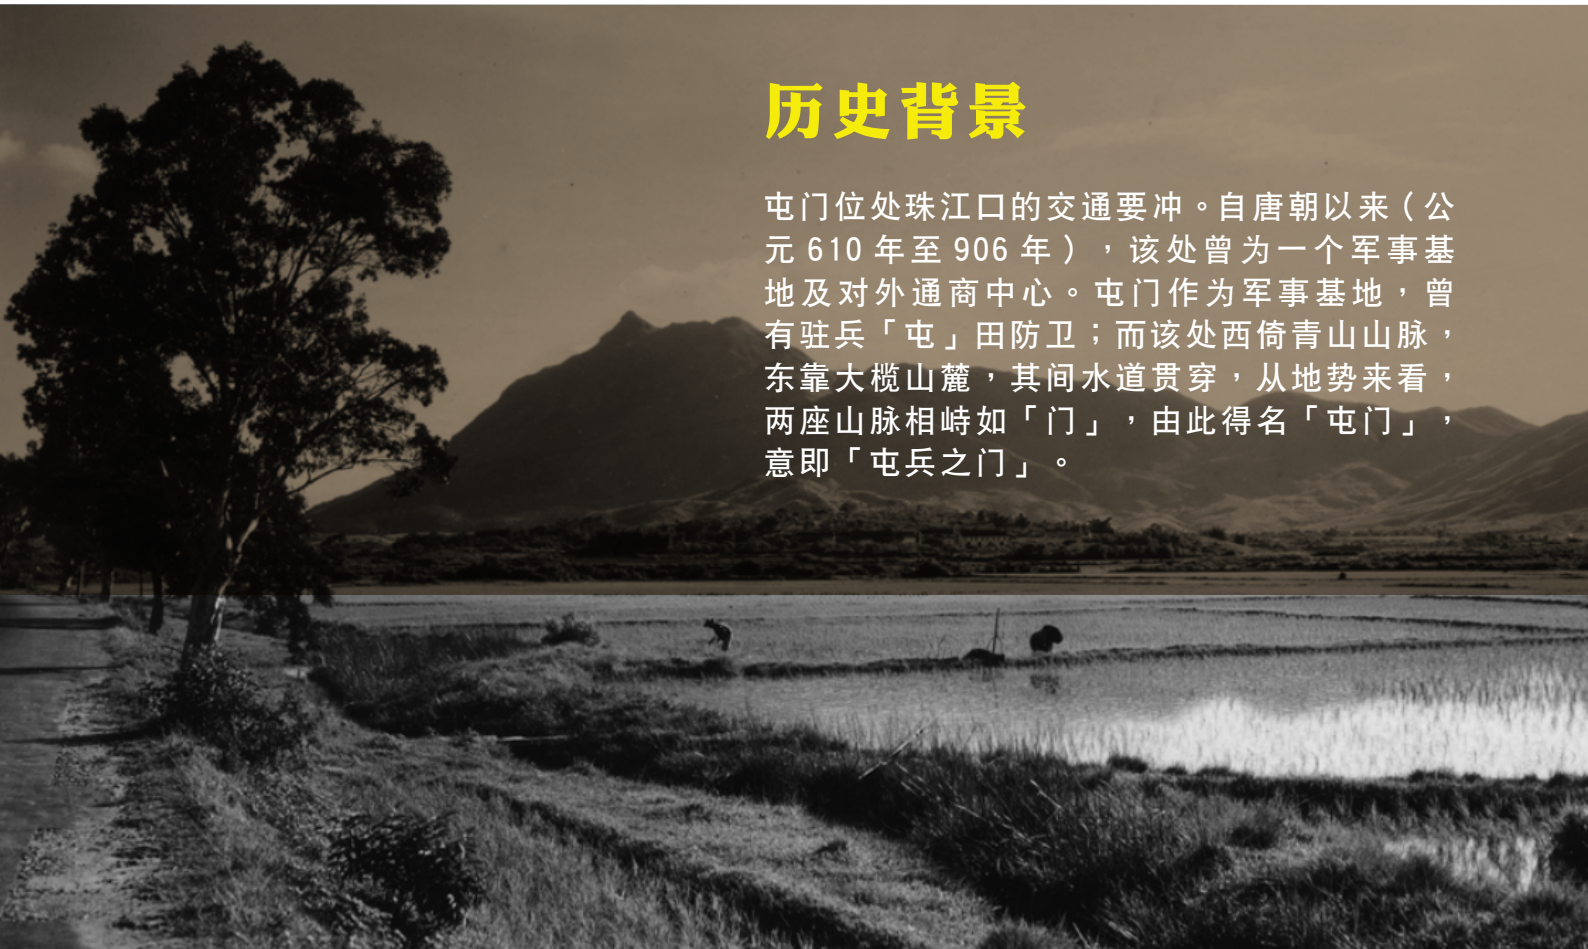 历史背景
屯门位处珠江口的交通要冲。自唐朝以来（公
元 610 年至 906 年），该处曾为一个军事基
地及对外通商中心。屯门作为军事基地，曾
有驻兵「屯」田防卫；而该处西倚青山山脉，
东靠大榄山麓，其间水道贯穿，从地势来看，
两座山脉相峙如「门」，由此得名「屯门」，
意即「屯兵之门」。